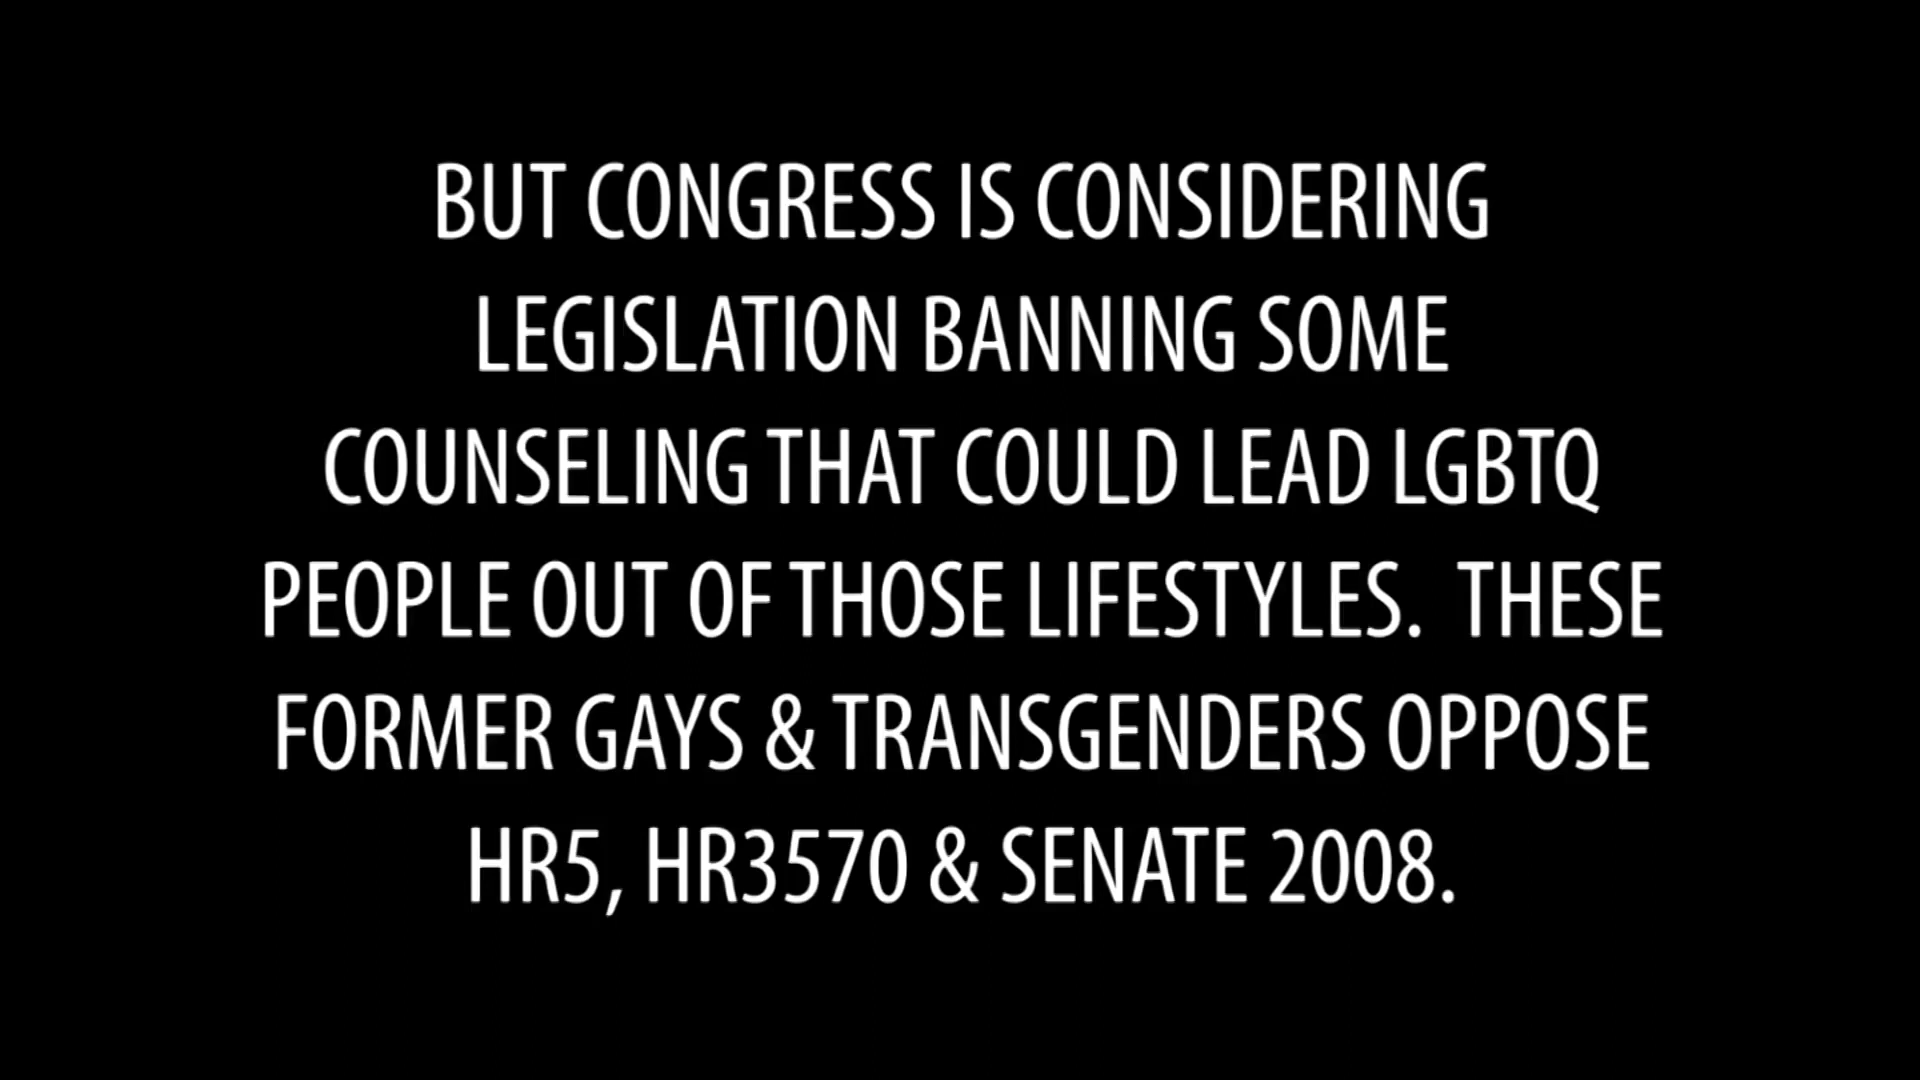 BUT CONGRESS IS CONSIDERING
LEGISLATION BANNING SOME
COUNSELING THAT COULD LEAD LGBTQ
PEOPLE OUT OF THOSE LIFESTYLES. THESE
FORMER GAYS & TRANSGENDERS OPPOSE
HR5, HR3570 & SENATE 2008.